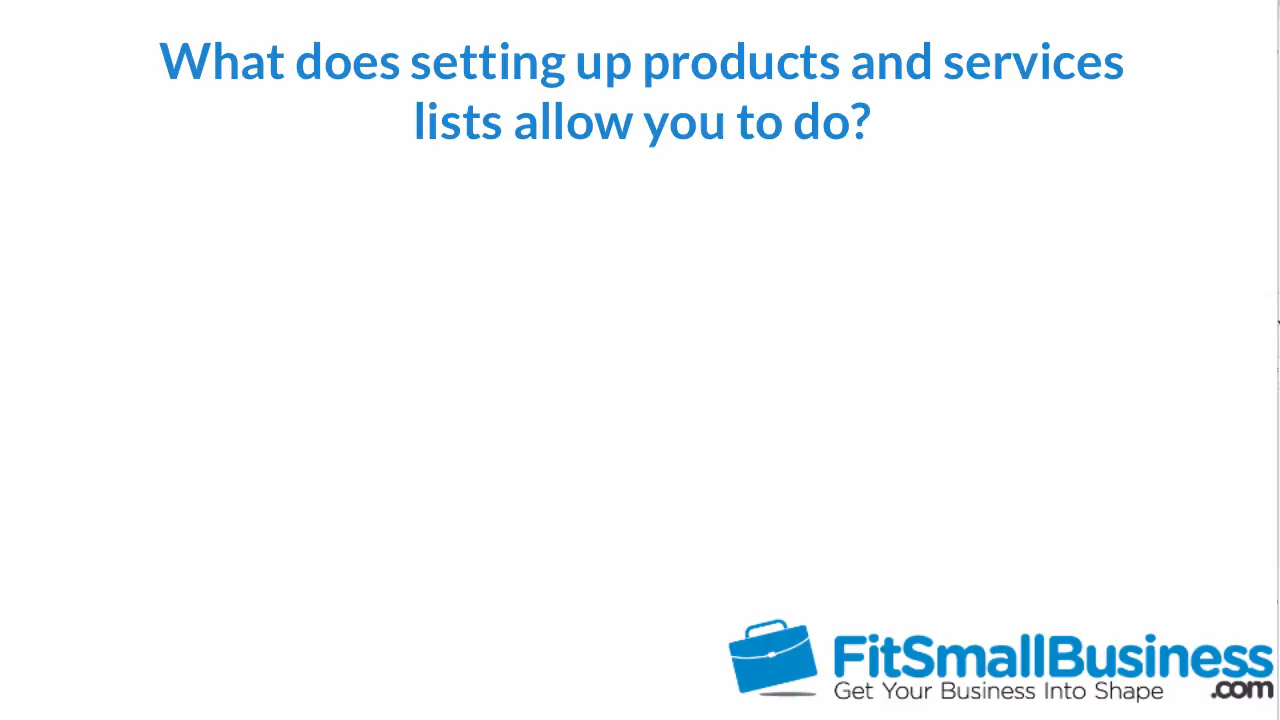 What does setting up products and services
lists allow you to do?
FitSmallBusiness
Get Your Business Into Shape .com